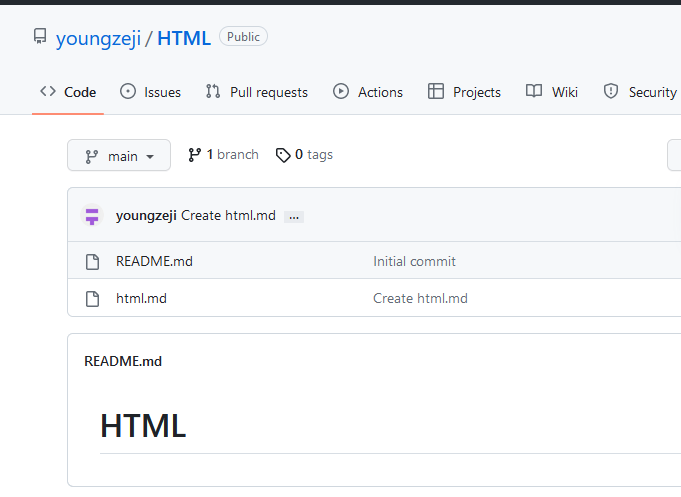 youngzeji / HTML Public
Code Issues Pull requests Actions Projects Wiki Security
main 1 branch 0 tags
youngzeji Create html.md ...
README.md Initial commit
html.md Create html.md
README.md
HTML